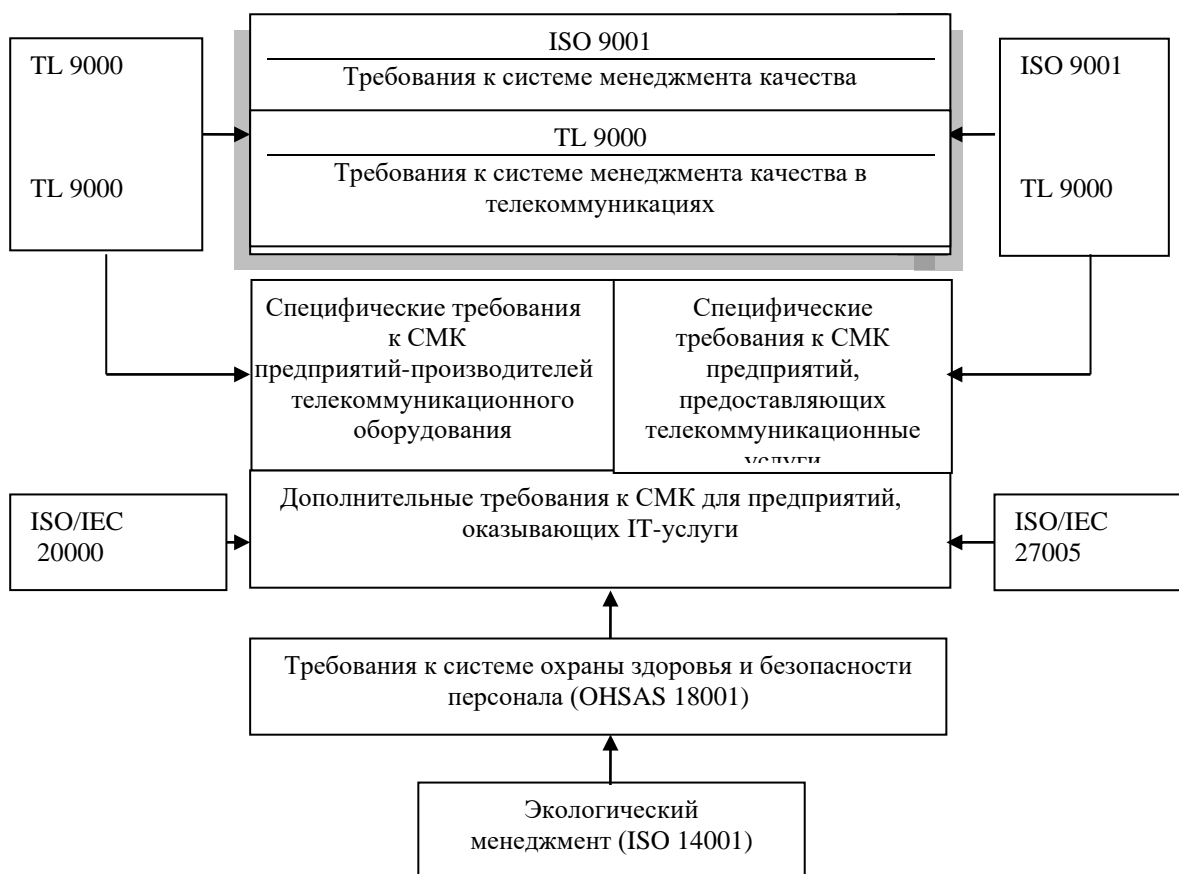 TL 9000
TL 9000
ISO 9001
Требования к системе менеджмента качества
TL 9000
Требования к системе менеджмента качества в
телекоммуникациях
ISO 9001
TL 9000
Специфические требования
к СМК
предприятий-производителей
телекоммуникационного
оборудования
Специфические
требования к СМК
предприятий,
предоставляющих
телекоммуникационные
услуги
ISO/IEC
20000
Дополнительные требования к СМК для предприятий,
оказывающих IT-услуги
ISO/IEC
27005
Требования к системе охраны здоровья и безопасности
персонала (OHSAS 18001)
Экологический
менеджмент (ISO 14001)